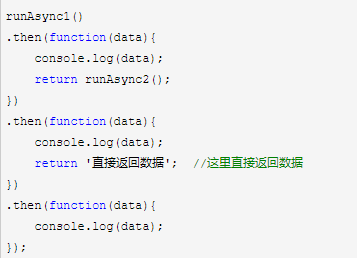 runAsync1()
.then(function(data){
    console.log(data);
    return runAsync2();
})
.then(function(data){
    console.log(data);
    return '直接返回数据';  //这里直接返回数据
})
.then(function(data){
    console.log(data);
});